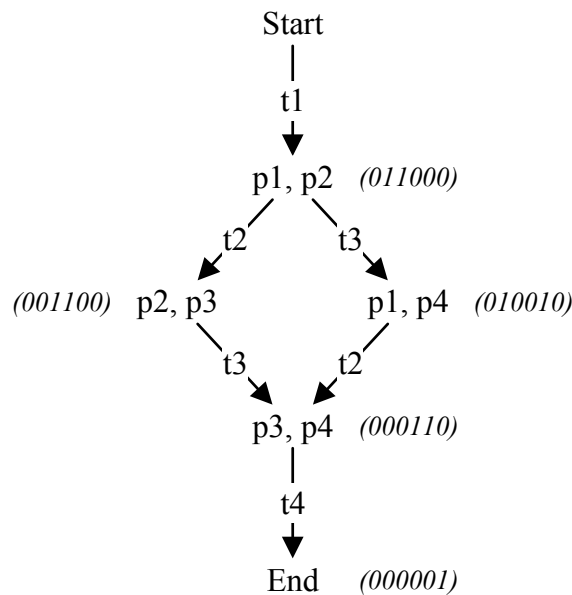 Start
t1
p1, p2 (011000)
t2 t3
(001100) p2, p3 p1, p4 (010010)
t3 t2
p3, p4 (000110)
t4
End (000001)